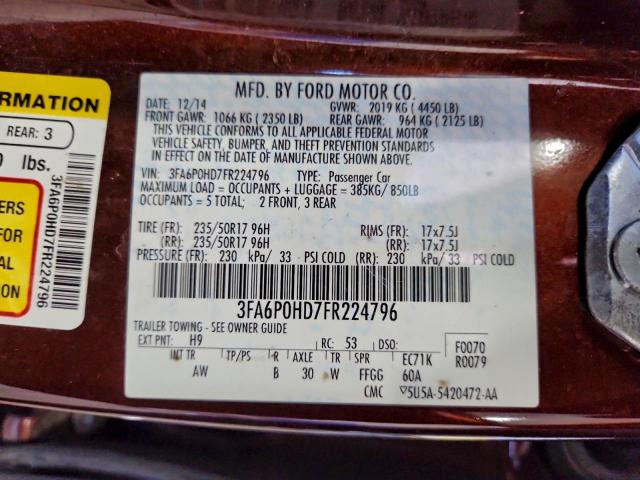 MFD. BY FORD MOTOR CO.
DATE: 12/14 GVWR: 2019 KG ( 4450 LB)
FRONT GAWR: 1066 KG ( 2350 LB) REAR GAWR: 964 KG ( 2125 LB)
THIS VEHICLE CONFORMS TO ALL APPLICABLE FEDERAL MOTOR
VEHICLE SAFETY, BUMPER, AND THEFT PREVENTION STANDARDS
IN EFFECT ON THE DATE OF MANUFACTURE SHOWN ABOVE.
VIN: 3FA6P0HD7FR224796 TYPE: Passenger Car
MAXIMUM LOAD = OCCUPANTS + LUGGAGE = 385KG/ 850LB
OCCUPANTS = 5 TOTAL; 2 FRONT, 3 REAR
TIRE (FR): 235/50R17 96H RIMS (FR): 17x7.5J
(RR): 235/50R17 96H (RR): 17x7.5J
PRESSURE (FR): 230 kPa/ 33 PSI COLD (RR): 230 kPa/ 33 PSI COLD
3FA6P0HD7FR224796
TRAILER TOWING - SEE OWNER GUIDE
EXT PNT: H9 RC: 53 DSO: F0070
R0079
INT TR TP/PS R AXLE TR SPR EC71K
AW B 30 W FFGG 60A
CMC ▽5U5A-5420472-AA
ORMATION
REAR: 3
0 lbs.
ERS
FOR
AL
ION
3FA6P0HD7FR224796